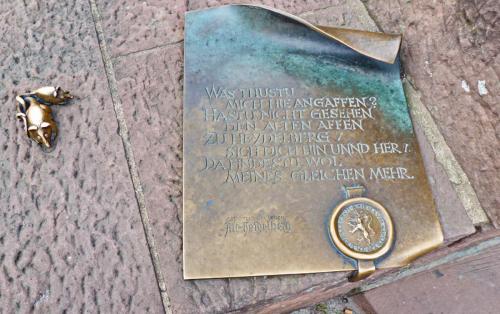 WAS THUSTU
MICH HIE ANGAFFEN?
HASTU NICHT GESEHEN
DEN ALTEN AFFEN
ZU HEYDELBERG/
SICH DICH HIN UNND HER/
DA FINDESTU WOL
MEINES GLEICHEN MEHR.